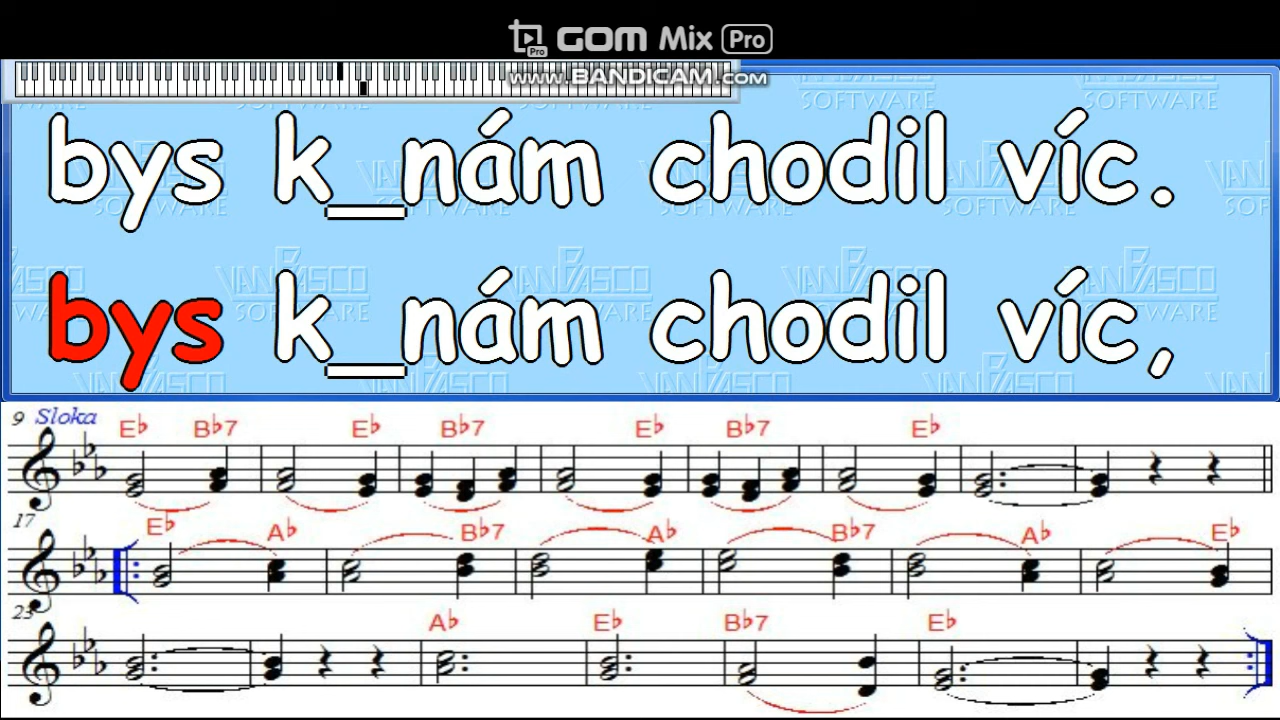 GOM Mix Pro
www.BANDICAM.com
bys k_nám chodil víc.
bys k_nám chodil víc,
9 Sloka
E♭ B♭7 E♭ B♭7 E♭ B♭7 E♭
17
E♭ A♭ B♭7 A♭ B♭7 A♭ E♭
23
A♭ E♭ B♭7 E♭